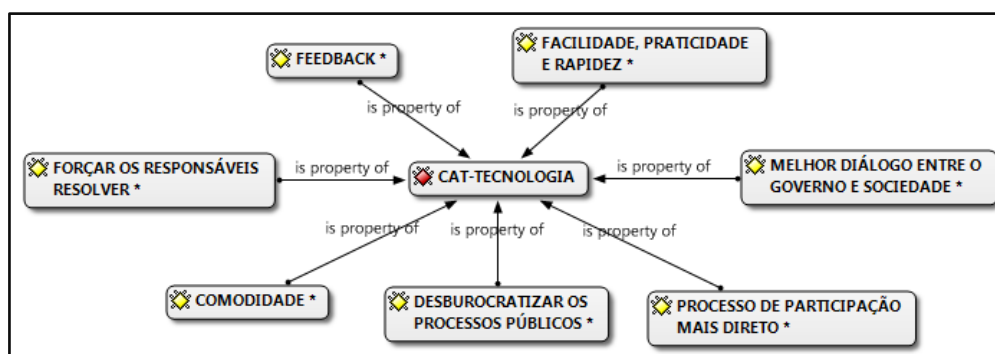 FEEDBACK *
FACILIDADE, PRATICIDADE
E RAPIDEZ *
is property of
is property of
FORÇAR OS RESPONSÁVEIS
RESOLVER *
is property of
CAT-TECNOLOGIA
is property of
MELHOR DIÁLOGO ENTRE O
GOVERNO E SOCIEDADE *
is property of
is property of
is property of
COMODIDADE *
DESBUROCRATIZAR OS
PROCESSOS PÚBLICOS *
PROCESSO DE PARTICIPAÇÃO
MAIS DIRETO *